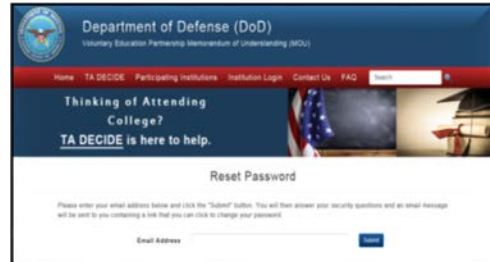 Department of Defense (DoD)
Voluntary Education Partnership Memorandum of Understanding (MOU)
Home TA DECIDE Participating Institutions Institution Login Contact Us FAQ Search
Thinking of Attending
College?
TA DECIDE is here to help.
Reset Password
Please enter your email address below and click the "Submit" button. You will then answer your security questions and an email message
will be sent to you containing a link that you can click to change your password.
Email Address Submit